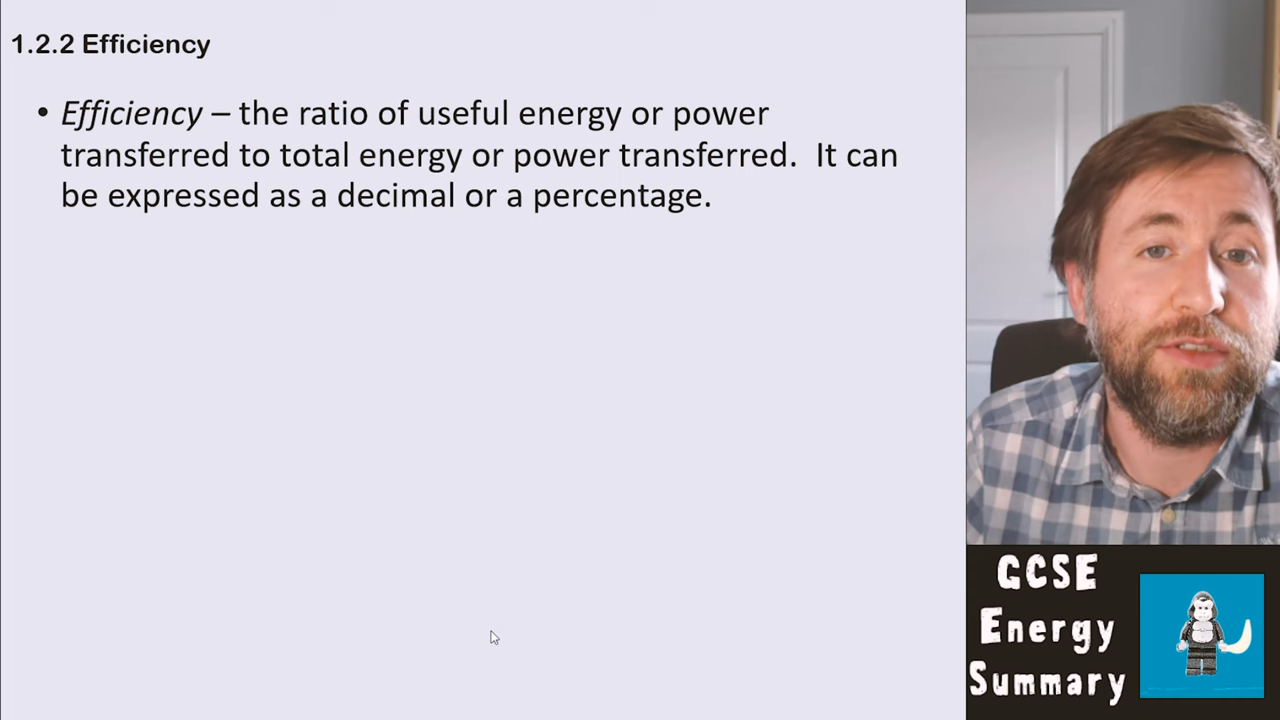 1.2.2 Efficiency
• Efficiency – the ratio of useful energy or power
transferred to total energy or power transferred.  It can
be expressed as a decimal or a percentage.
GCSE
Energy
Summary